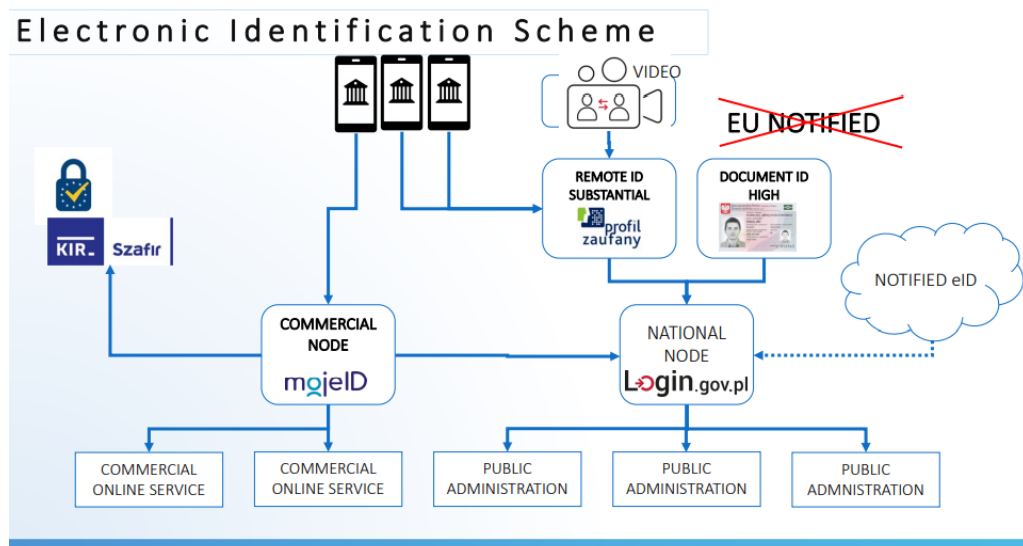 Electronic Identification Scheme
VIDEO
EU NOTIFIED
REMOTE ID
SUBSTANTIAL
profil
zaufany
DOCUMENT ID
HIGH
KIR
Szafir
NOTIFIED eID
COMMERCIAL
NODE
mojeID
NATIONAL
NODE
Login.gov.pl
COMMERCIAL
ONLINE SERVICE
COMMERCIAL
ONLINE SERVICE
PUBLIC
ADMINISTRATION
PUBLIC
ADMINISTRATION
PUBLIC
ADMNISTRATION